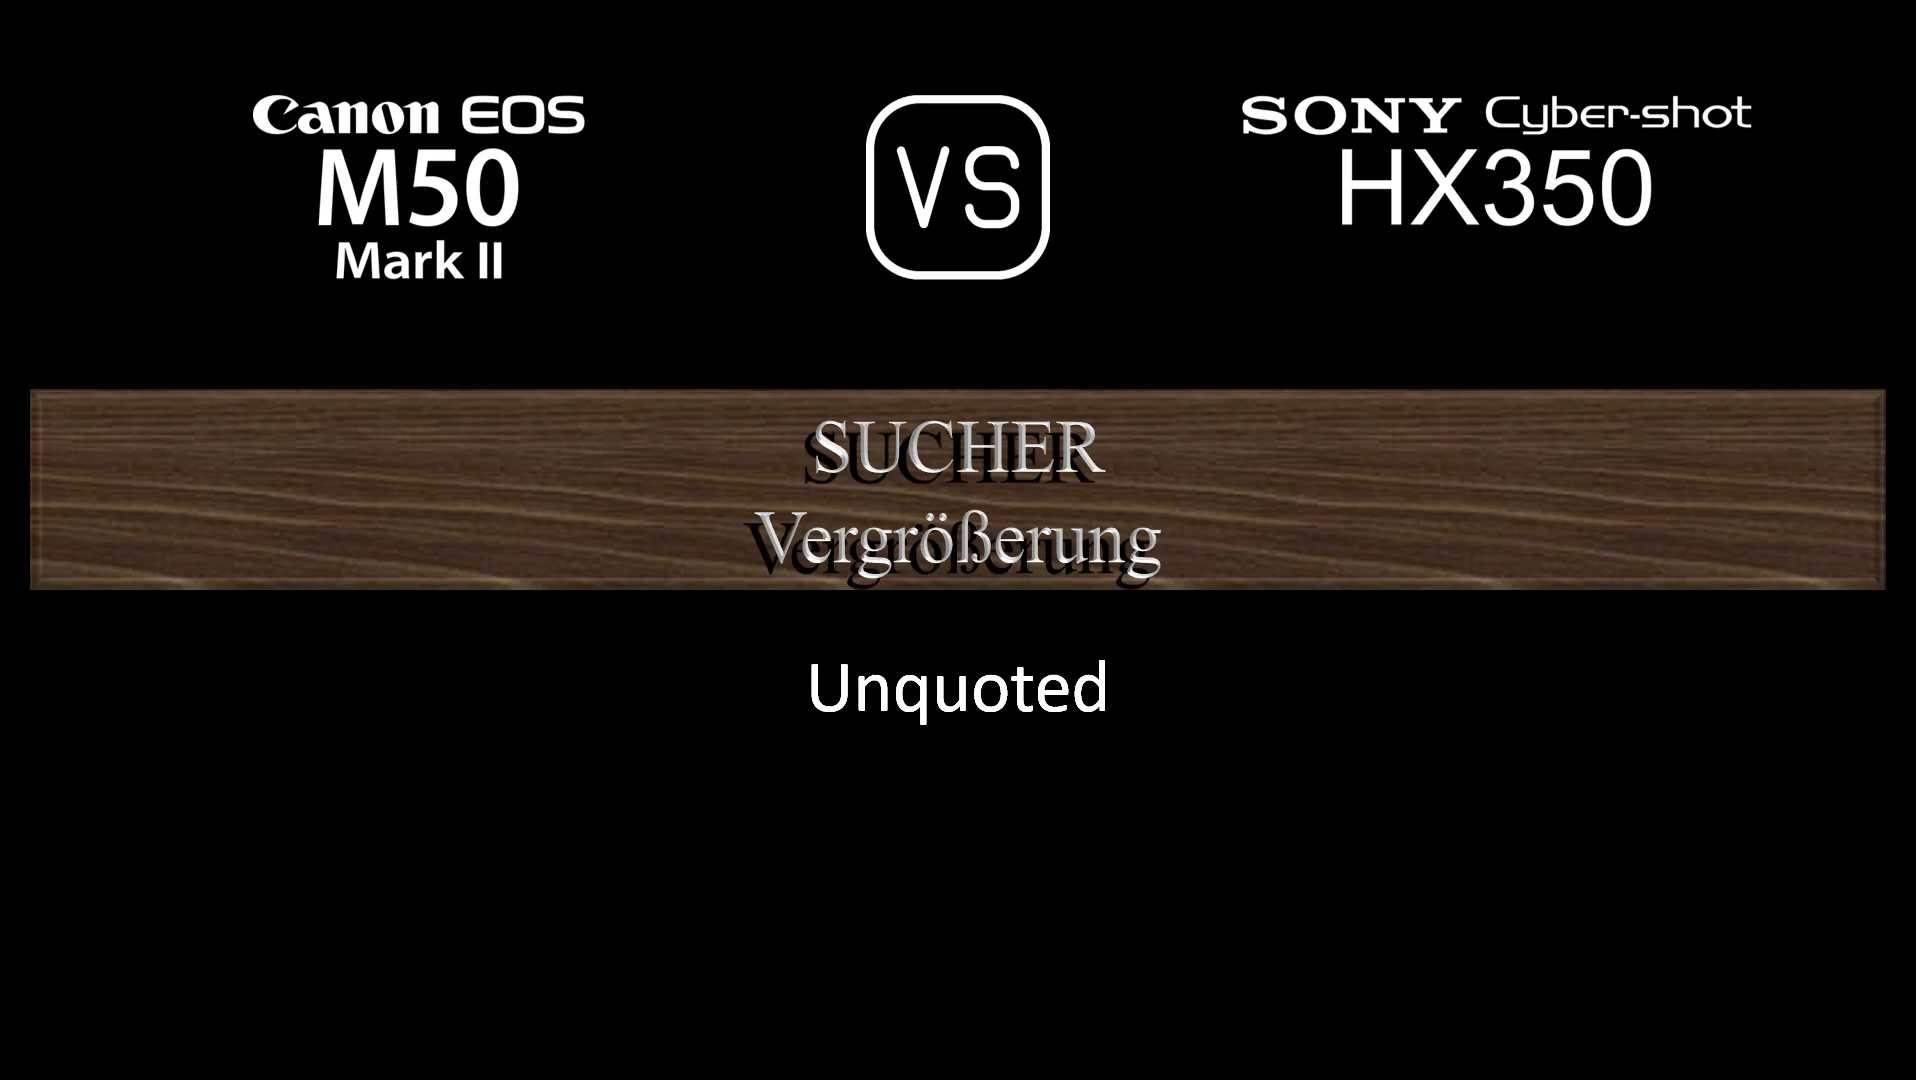 Canon EOS
M50
Mark II
VS
SONY Cyber-shot
HX350
SUCHER
Vergrößerung
Unquoted